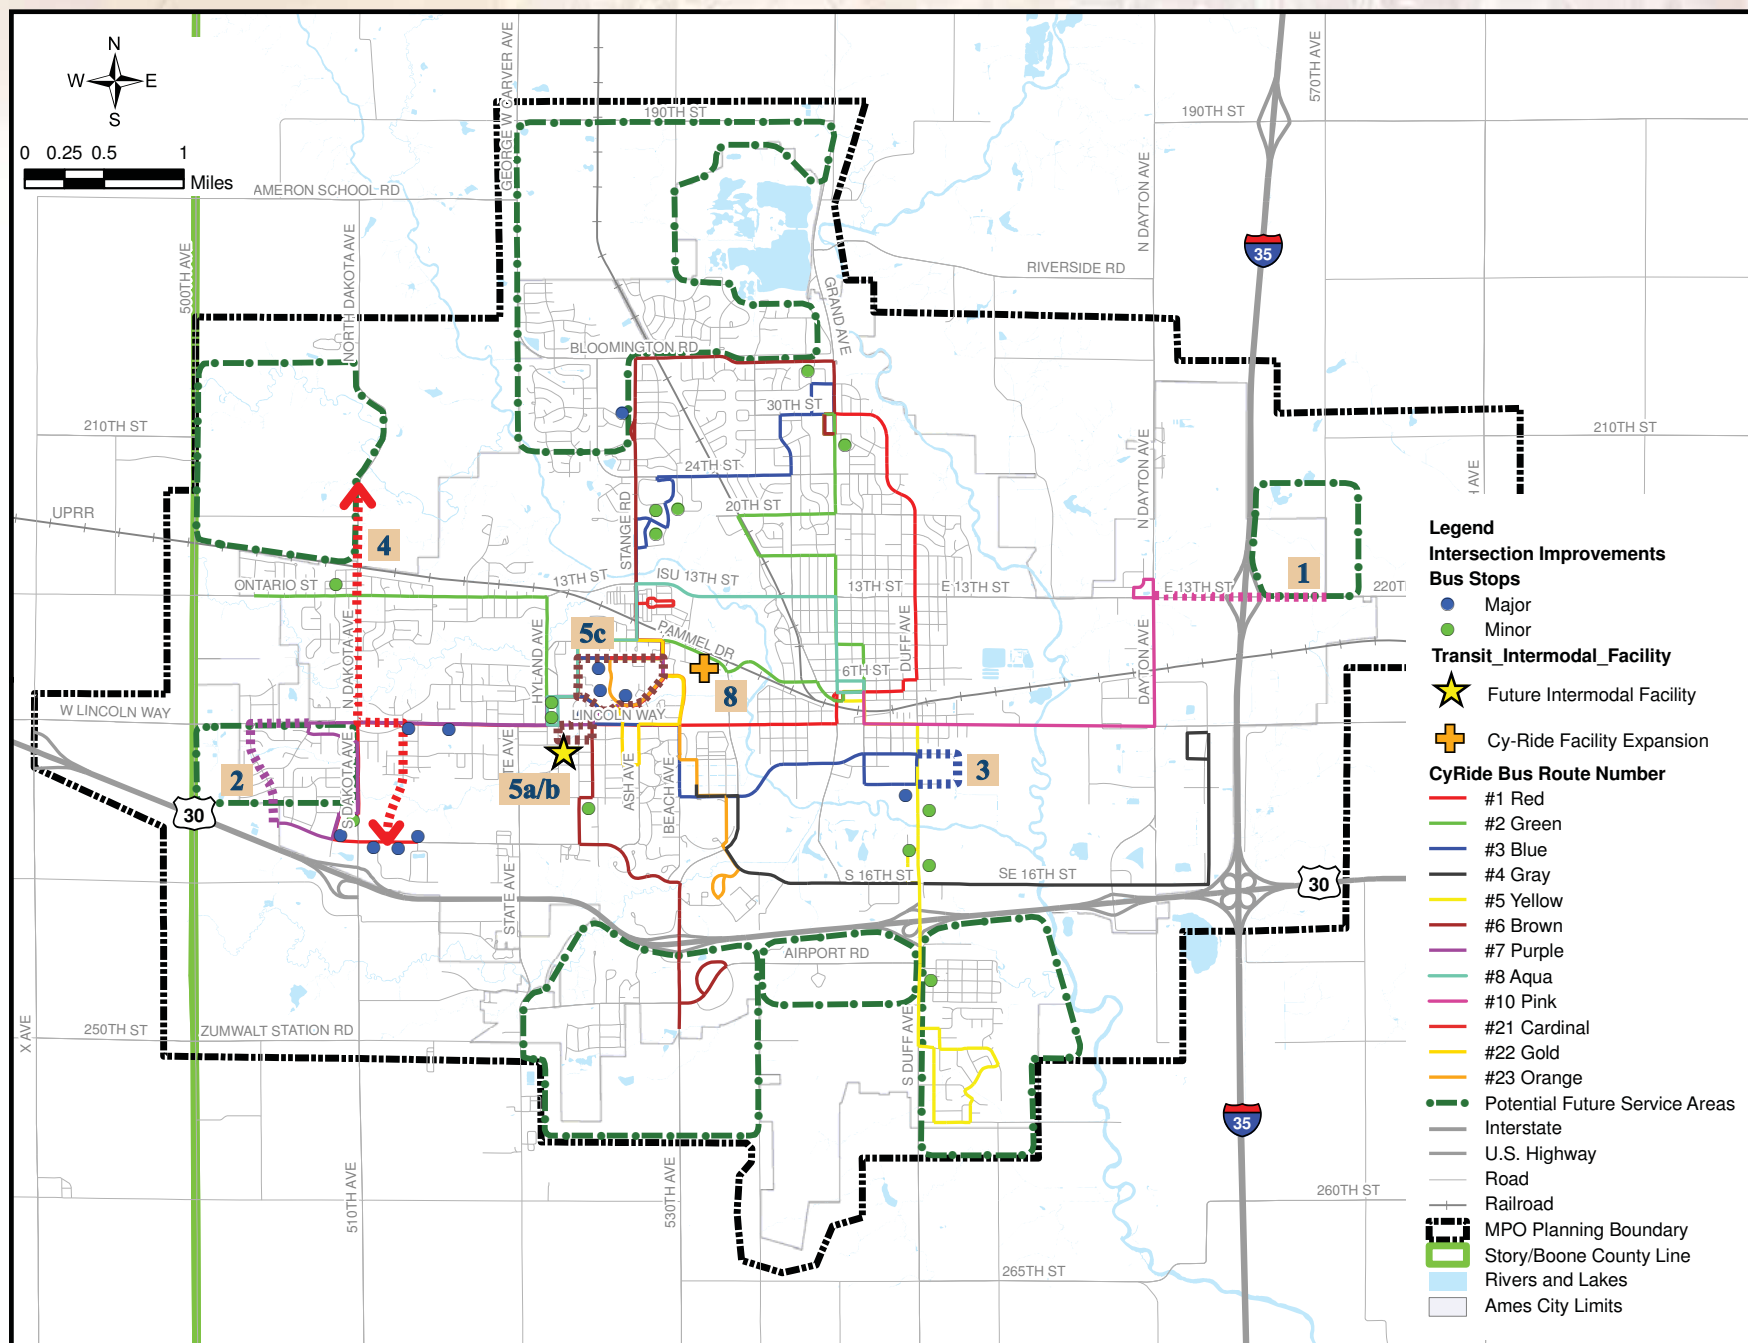 N
W
E
S
0 0.25 0.5 1
Miles
GEORGE W CARVER AVE
570TH AVE
190TH ST
190TH ST
AMERON SCHOOL RD
N DAYTON AVE
500TH AVE
NORTH DAKOTA AVE
35
RIVERSIDE RD
GRAND AVE
BLOOMINGTON RD
30TH ST
210TH ST
210TH ST
24TH ST
N DAYTON AVE
H AVE
STANGE RD
20TH ST
UPRR
4
ONTARIO ST
13TH ST
ISU 13TH ST
13TH ST
E 13TH ST
E 13TH ST
1
220T
N DAKOTA AVE
HYLAND AVE
5c
PAMMEL DR
DUFF AVE
6TH ST
DAYTON AVE
8
W LINCOLN WAY
LINCOLN WAY
S DAKOTA AVE
TE AVE
2
5a/b
ASH AVE
BEACH AVE
3
30
S 16TH ST
SE 16TH ST
30
STATE AVE
AIRPORT RD
X AVE
250TH ST
ZUMWALT STATION RD
S DUFF AVE
35
510TH AVE
530TH AVE
260TH ST
265TH ST
Legend
Intersection Improvements
Bus Stops
Major
Minor
Transit_Intermodal_Facility
Future Intermodal Facility
Cy-Ride Facility Expansion
CyRide Bus Route Number
#1 Red
#2 Green
#3 Blue
#4 Gray
#5 Yellow
#6 Brown
#7 Purple
#8 Aqua
#10 Pink
#21 Cardinal
#22 Gold
#23 Orange
Potential Future Service Areas
Interstate
U.S. Highway
Road
Railroad
MPO Planning Boundary
Story/Boone County Line
Rivers and Lakes
Ames City Limits